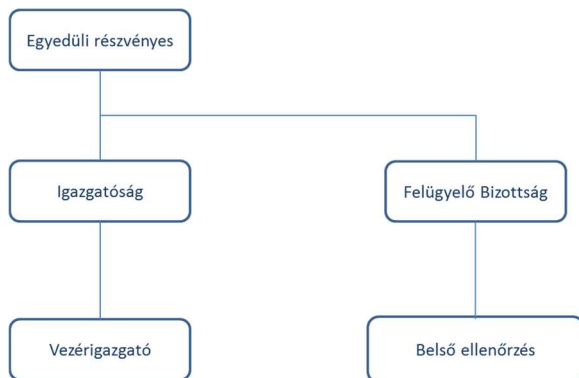 Egyedüli részvényes
Igazgatóság
Felügyelő Bizottság
Vezérigazgató
Belső ellenőrzés